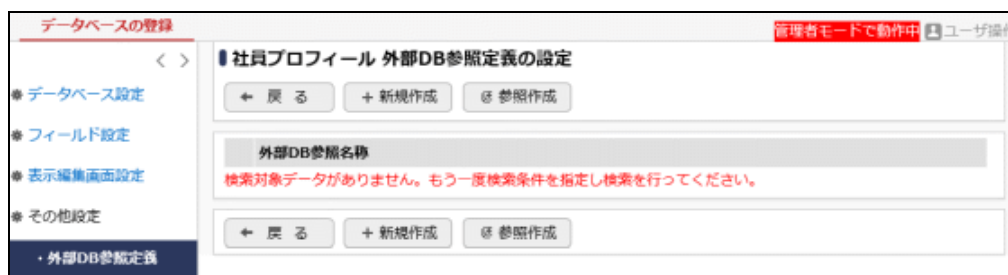 データベースの登録
管理者モードで動作中 ユーザ操作
< >
社員プロフィール 外部DB参照定義の設定
データベース設定
← 戻 る + 新規作成 参照作成
フィールド設定
外部DB参照名称
表示編集画面設定
検索対象データがありません。もう一度検索条件を指定し検索を行ってください。
その他設定
← 戻 る + 新規作成 参照作成
・外部DB参照定義